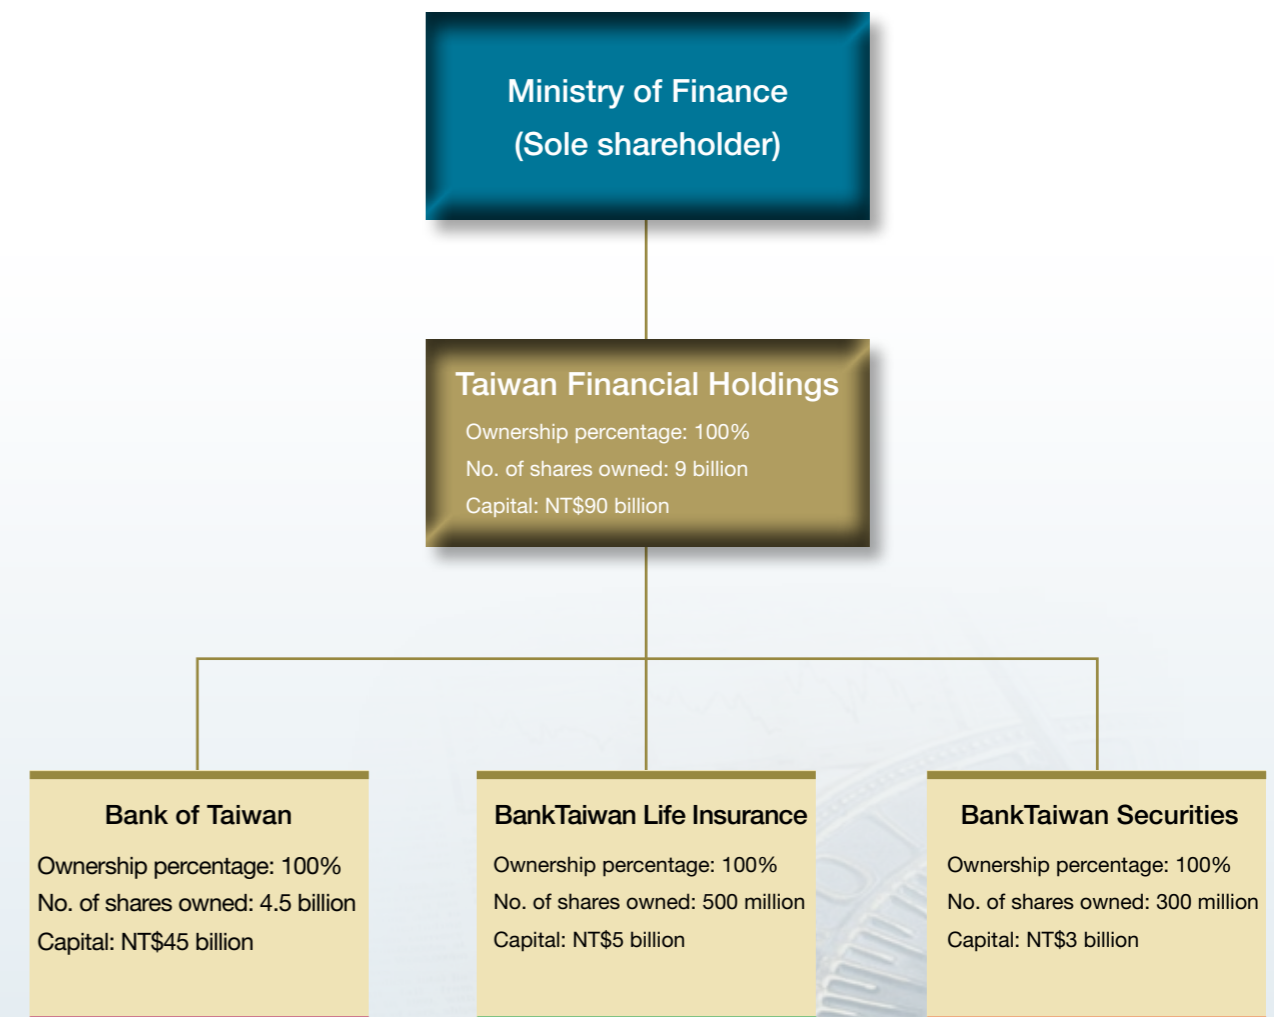 Ministry of Finance
(Sole shareholder)
Taiwan Financial Holdings
Ownership percentage: 100%
No. of shares owned: 9 billion
Capital: NT$90 billion
Bank of Taiwan
Ownership percentage: 100%
No. of shares owned: 4.5 billion
Capital: NT$45 billion
BankTaiwan Life Insurance
Ownership percentage: 100%
No. of shares owned: 500 million
Capital: NT$5 billion
BankTaiwan Securities
Ownership percentage: 100%
No. of shares owned: 300 million
Capital: NT$3 billion